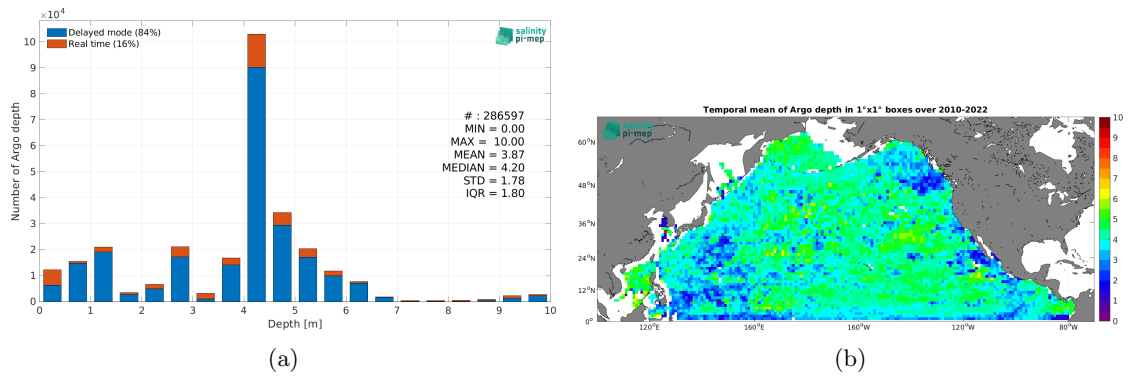 ×10⁴
Delayed mode (84%)
Real time (16%)
salinity
pi-mep
# : 286597
MIN = 0.00
MAX = 10.00
MEAN = 3.87
MEDIAN = 4.20
STD = 1.78
IQR = 1.80
Number of Argo depth
10
9
8
7
6
5
4
3
2
1
0
0 1 2 3 4 5 6 7 8 9 10
Depth [m]
(a)
Temporal mean of Argo depth in 1°x1° boxes over 2010-2022
salinity
pi-mep
60°N
48°N
36°N
24°N
12°N
0°
120°E 160°E 160°W 120°W 80°W
10
9
8
7
6
5
4
3
2
1
0
(b)